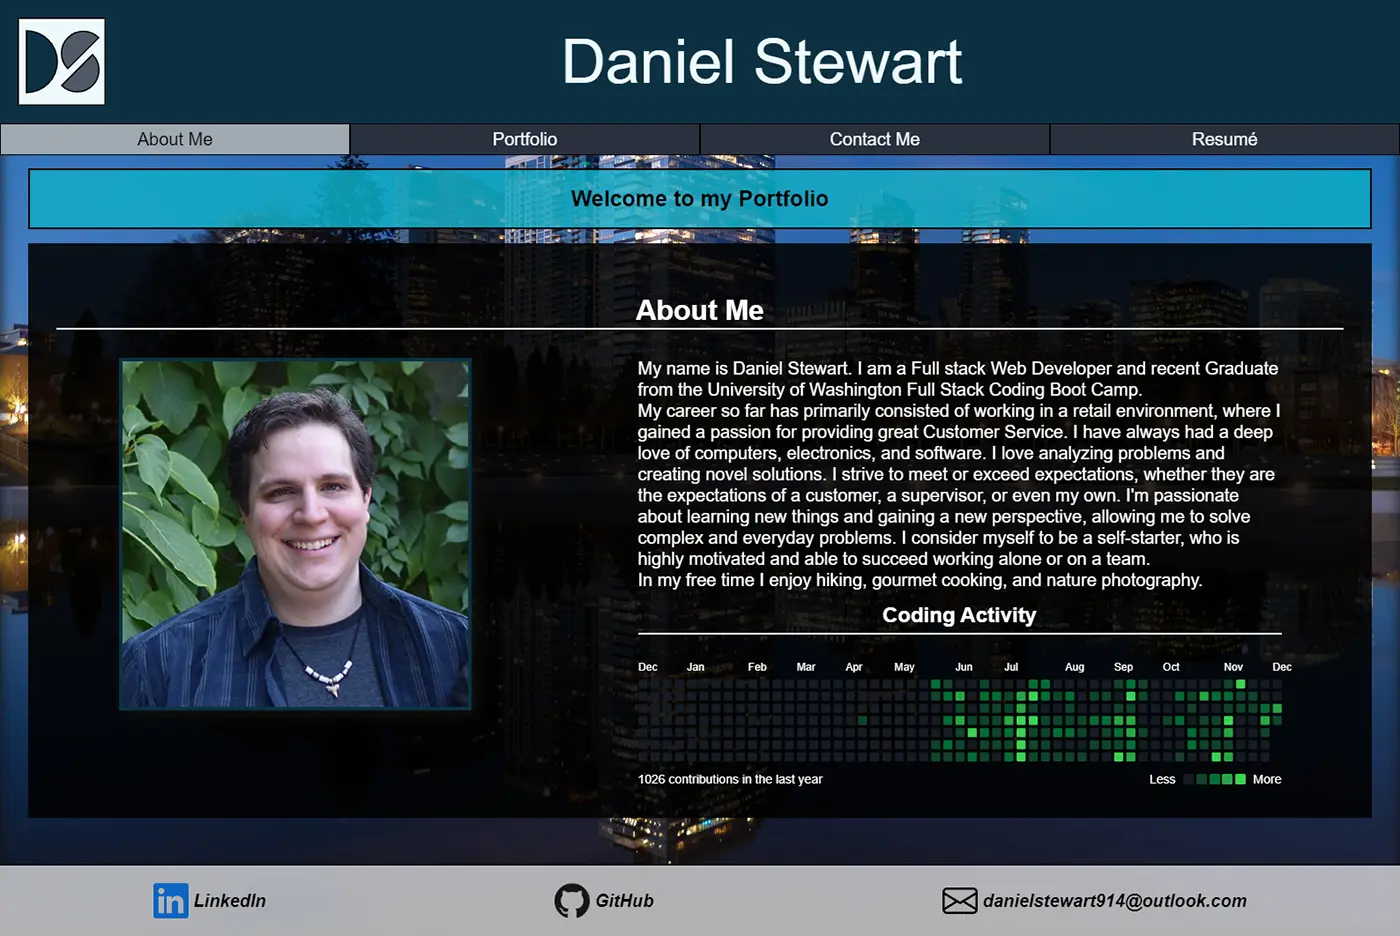 DS
Daniel Stewart
About Me
Portfolio
Contact Me
Resumé
Welcome to my Portfolio
About Me
My name is Daniel Stewart. I am a Full stack Web Developer and recent Graduate
from the University of Washington Full Stack Coding Boot Camp.
My career so far has primarily consisted of working in a retail environment, where I
gained a passion for providing great Customer Service. I have always had a deep
love of computers, electronics, and software. I love analyzing problems and
creating novel solutions. I strive to meet or exceed expectations, whether they are
the expectations of a customer, a supervisor, or even my own. I'm passionate
about learning new things and gaining a new perspective, allowing me to solve
complex and everyday problems. I consider myself to be a self-starter, who is
highly motivated and able to succeed working alone or on a team.
In my free time I enjoy hiking, gourmet cooking, and nature photography.
Coding Activity
Dec Jan Feb Mar Apr May Jun Jul Aug Sep Oct Nov Dec
1026 contributions in the last year
Less More
in LinkedIn
GitHub
danielstewart914@outlook.com